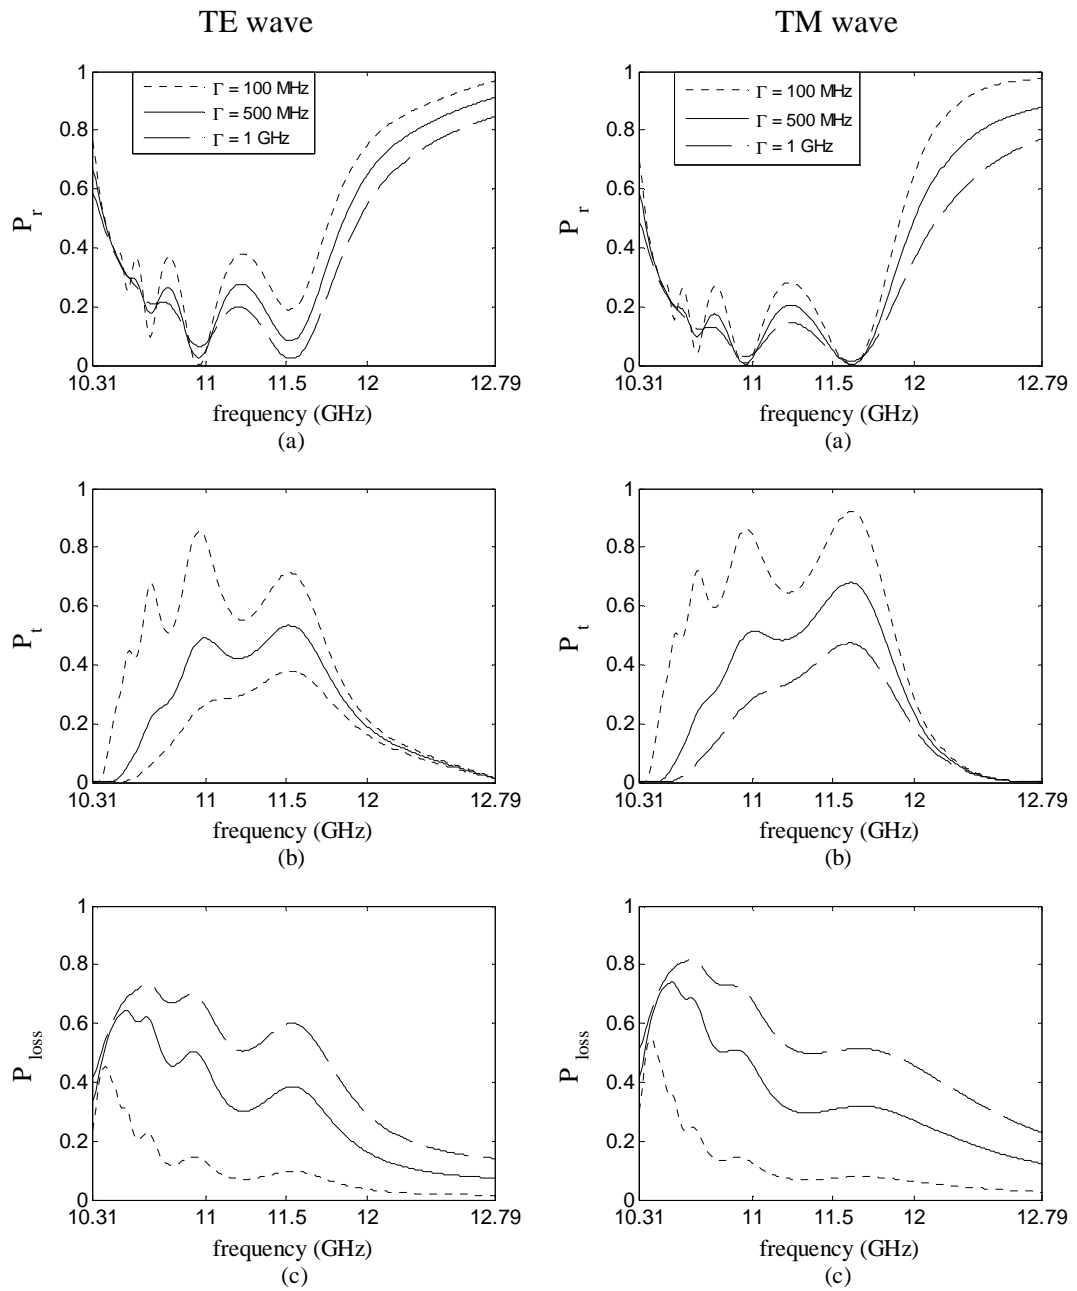 TE wave TM wave
1 1
Γ = 100 MHz Γ = 100 MHz
Γ = 500 MHz Γ = 500 MHz
Γ = 1 GHz Γ = 1 GHz
0.8 0.8
0.6 0.6
P r P r
0.4 0.4
0.2 0.2
0 0
10.31 11 11.5 12 12.79 10.31 11 11.5 12 12.79
frequency (GHz) frequency (GHz)
(a) (a)
1 1
0.8 0.8
0.6 0.6
P t P t
0.4 0.4
0.2 0.2
0 0
10.31 11 11.5 12 12.79 10.31 11 11.5 12 12.79
frequency (GHz) frequency (GHz)
(b) (b)
1 1
0.8 0.8
0.6 0.6
P loss P loss
0.4 0.4
0.2 0.2
0 0
10.31 11 11.5 12 12.79 10.31 11 11.5 12 12.79
frequency (GHz) frequency (GHz)
(c) (c)